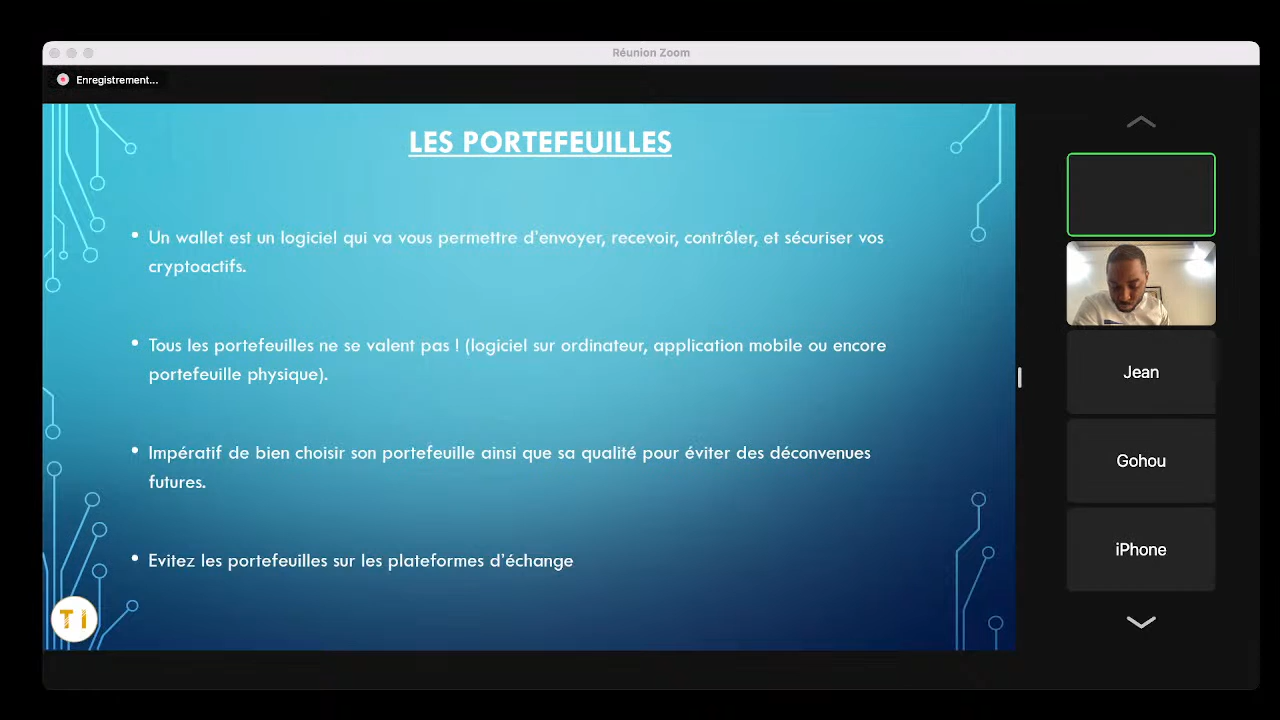 Réunion Zoom
Enregistrement...
LES PORTEFEUILLES
• Un wallet est un logiciel qui va vous permettre d'envoyer, recevoir, contrôler, et sécuriser vos
cryptoactifs.
• Tous les portefeuilles ne se valent pas ! (logiciel sur ordinateur, application mobile ou encore
portefeuille physique).
• Impératif de bien choisir son portefeuille ainsi que sa qualité pour éviter des déconvenues
futures.
• Evitez les portefeuilles sur les plateformes d'échange
TI
Jean
Gohou
iPhone